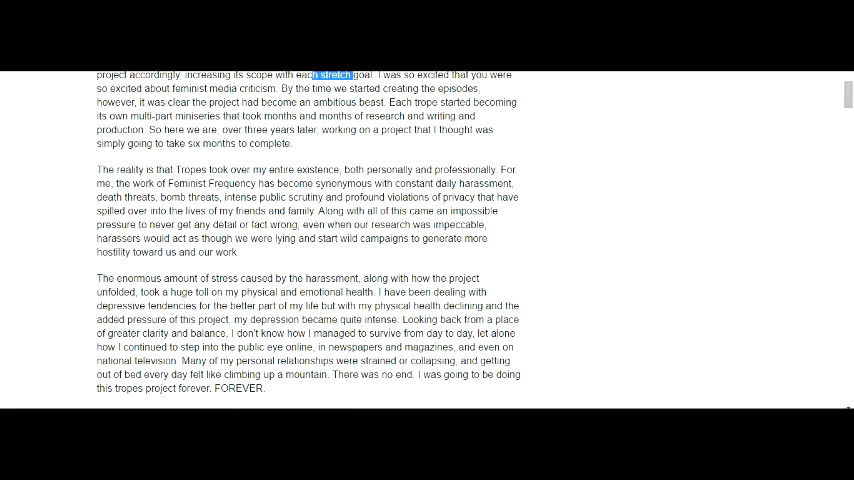 project accordingly, increasing its scope with each stretch goal. I was so excited that you were
so excited about feminist media criticism. By the time we started creating the episodes,
however, it was clear the project had become an ambitious beast. Each trope started becoming
its own multi-part miniseries that took months and months of research and writing and
production. So here we are, over three years later, working on a project that I thought was
simply going to take six months to complete.
The reality is that Tropes took over my entire existence, both personally and professionally. For
me, the work of Feminist Frequency has become synonymous with constant daily harassment,
death threats, bomb threats, intense public scrutiny and profound violations of privacy that have
spilled over into the lives of my friends and family. Along with all of this came an impossible
pressure to never get any detail or fact wrong; even when our research was impeccable,
harassers would act as though we were lying and start wild campaigns to generate more
hostility toward us and our work.
The enormous amount of stress caused by the harassment, along with how the project
unfolded, took a huge toll on my physical and emotional health. I have been dealing with
depressive tendencies for the better part of my life but with my physical health declining and the
added pressure of this project, my depression became quite intense. Looking back from a place
of greater clarity and balance, I don't know how I managed to survive from day to day, let alone
how I continued to step into the public eye online, in newspapers and magazines, and even on
national television. Many of my personal relationships were strained or collapsing, and getting
out of bed every day felt like climbing up a mountain. There was no end. I was going to be doing
this tropes project forever. FOREVER.